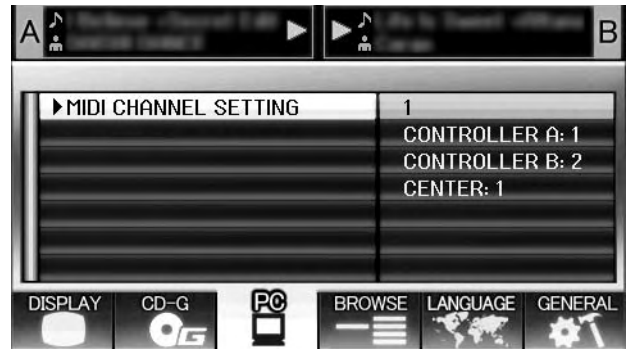 A
B
▶MIDI CHANNEL SETTING
1
CONTROLLER A: 1
CONTROLLER B: 2
CENTER: 1
DISPLAY
CD-G
PC
BROWSE
LANGUAGE
GENERAL
G